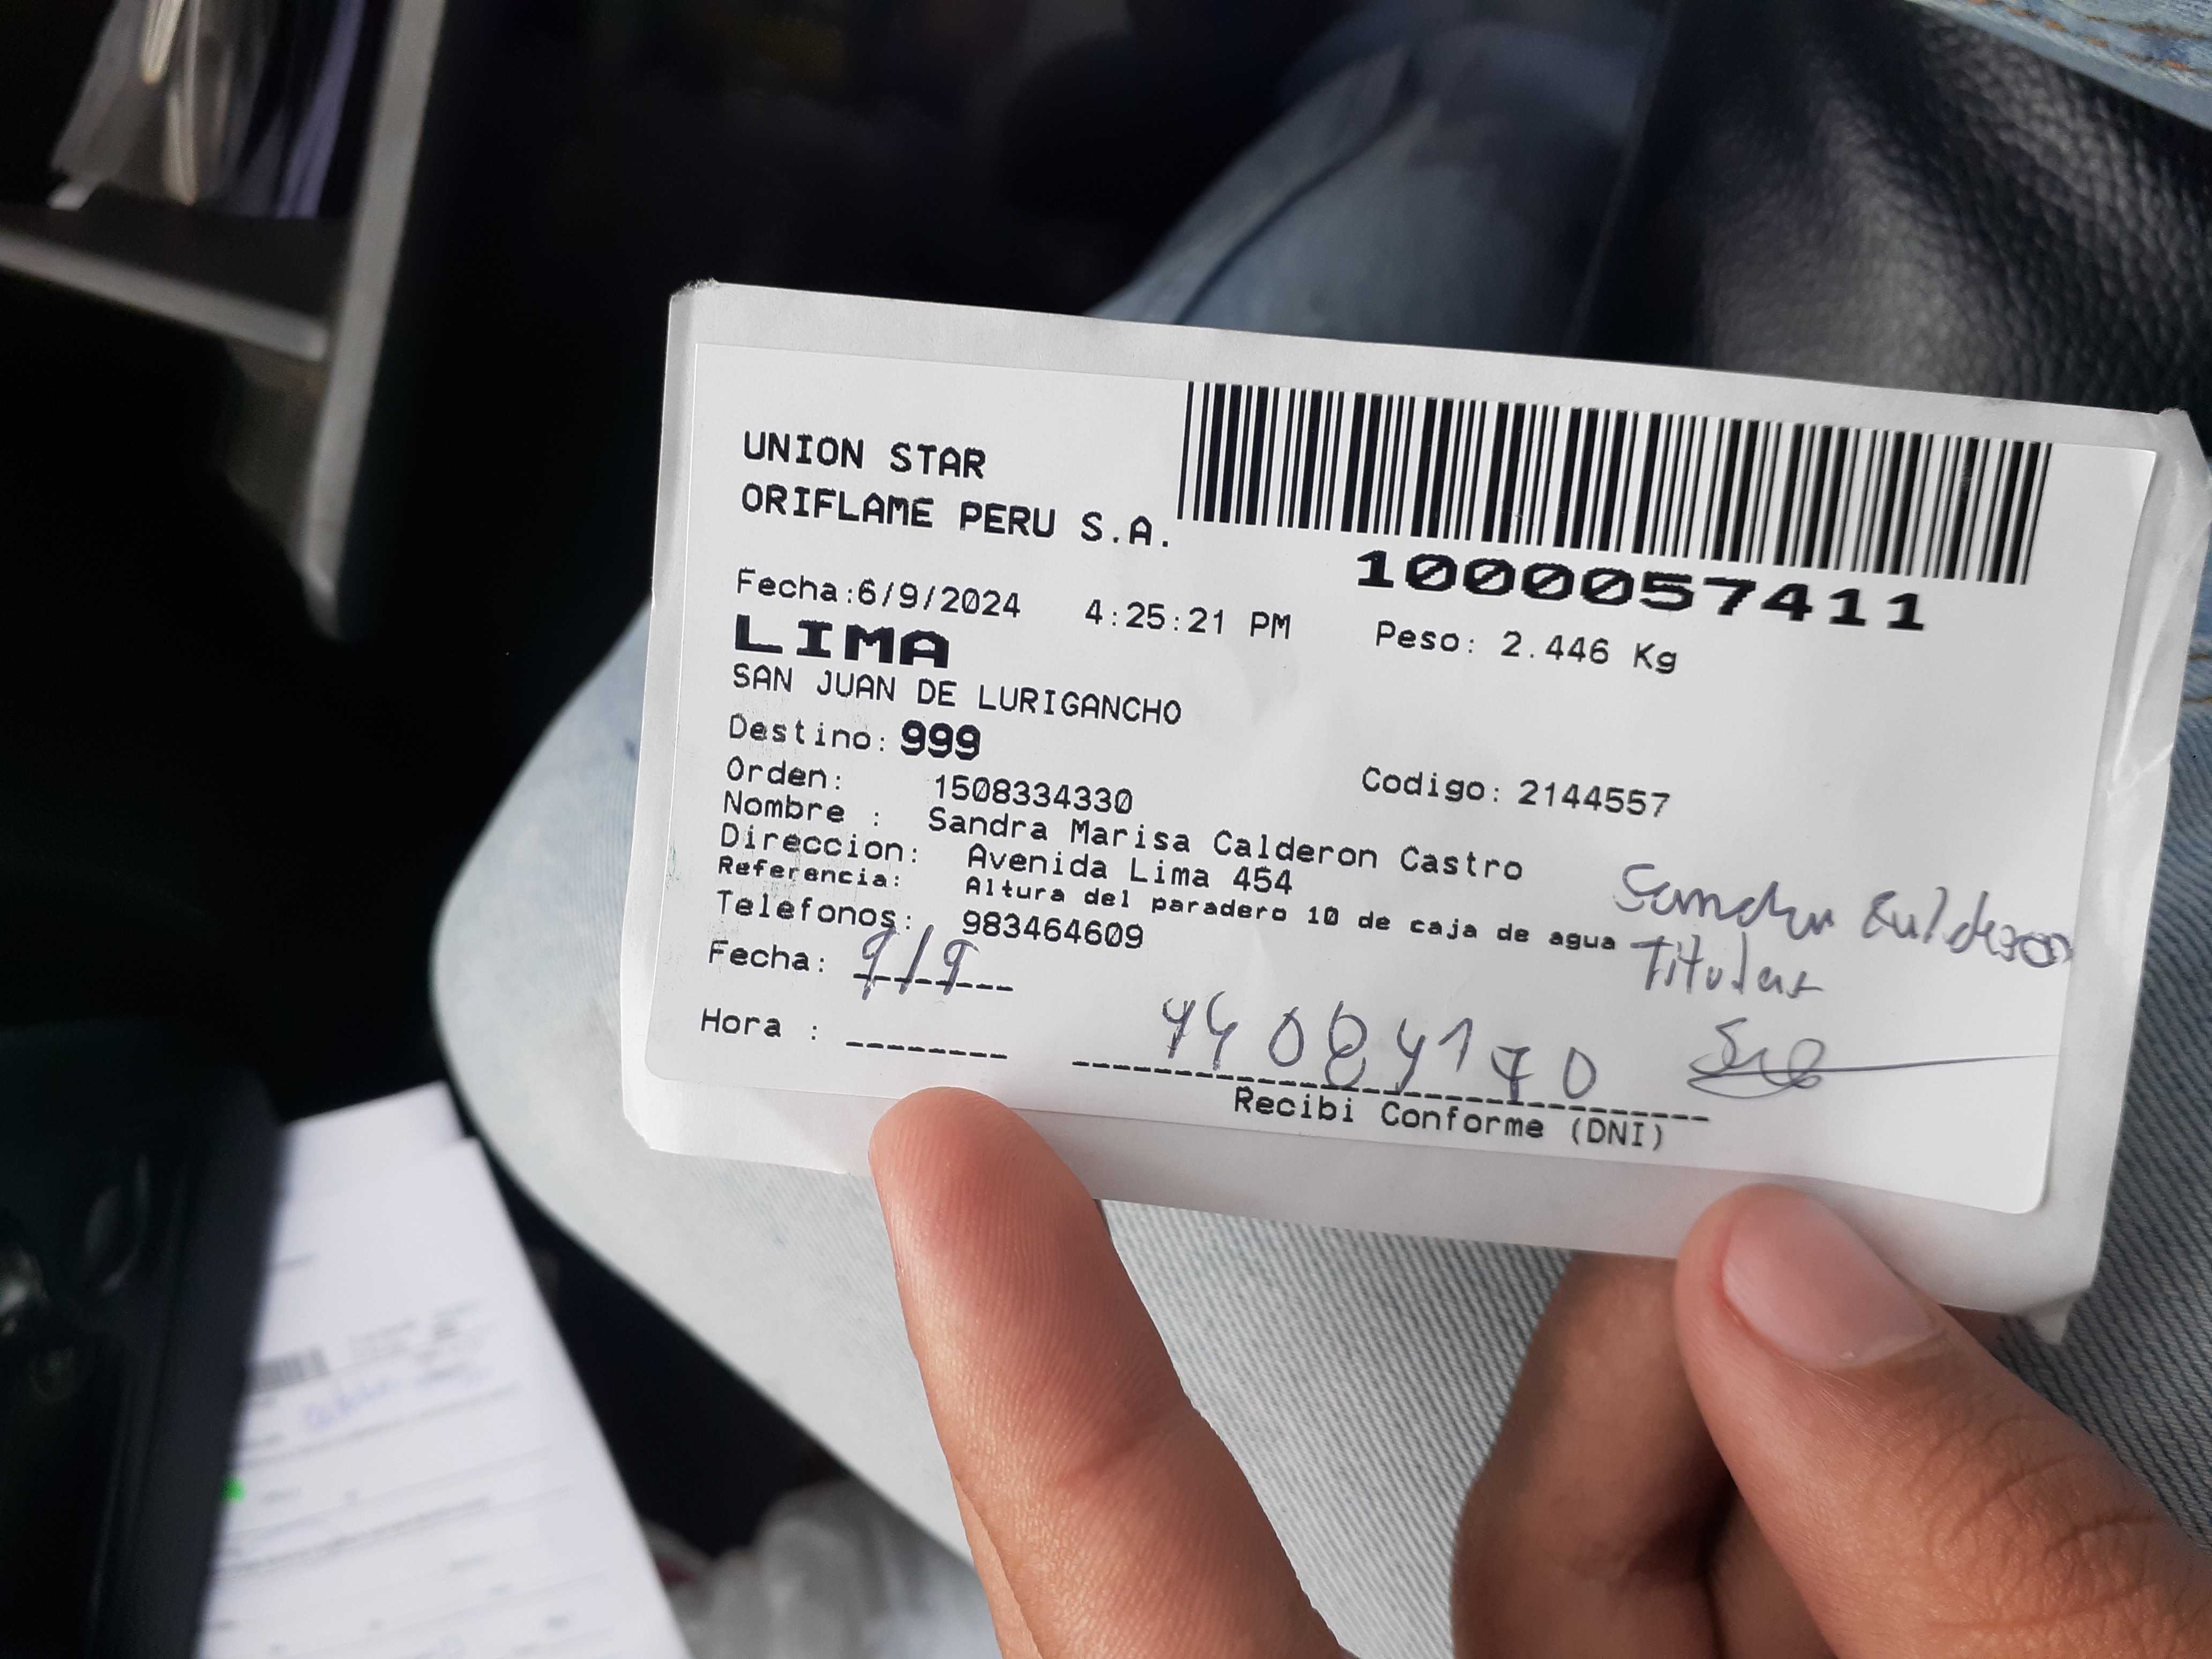 UNION STAR
ORIFLAME PERU S.A.
1000057411
Fecha:6/9/2024 4:25:21 PM Peso: 2.446 Kg
LIMA
SAN JUAN DE LURIGANCHO
Destino: 999
Orden: 1508334330 Codigo: 2144557
Nombre : Sandra Marisa Calderon Castro
Direccion: Avenida Lima 454
Referencia: Altura del paradero 10 de caja de agua
Telefonos: 983464609
Sandra Calderon
Titular
Fecha: 9/9
Hora :
44084170
Recibi Conforme (DNI)